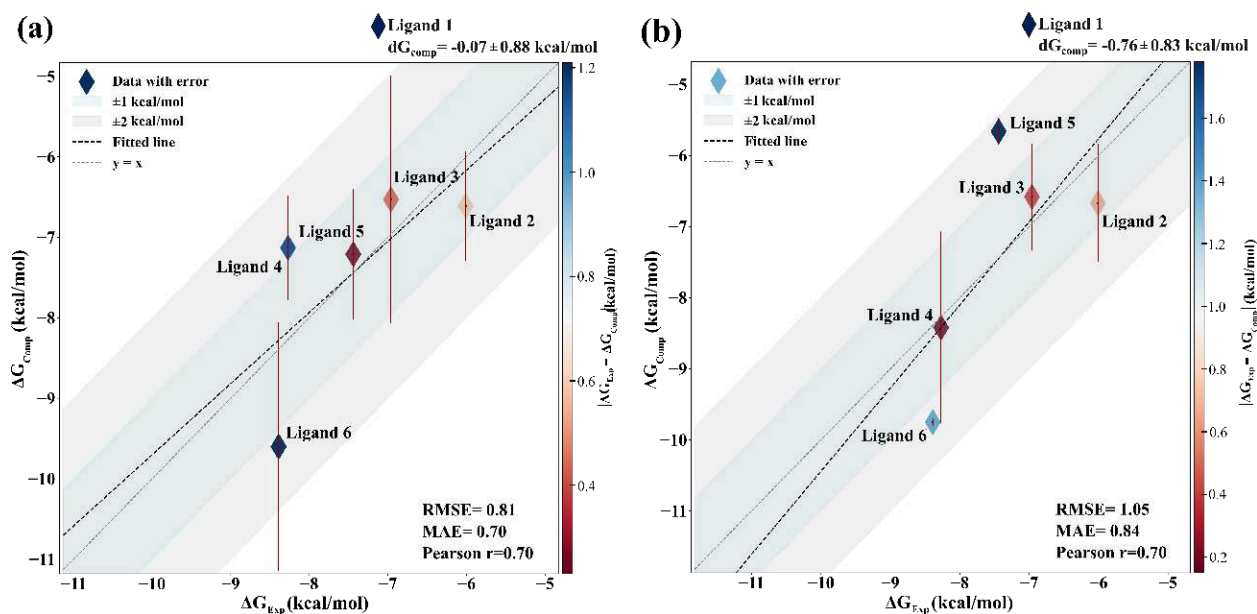 (a)
Ligand 1
dG_comp= -0.07 ± 0.88 kcal/mol
Data with error
±1 kcal/mol
±2 kcal/mol
Fitted line
y = x
Ligand 3
Ligand 2
Ligand 5
Ligand 4
Ligand 6
RMSE= 0.81
MAE= 0.70
Pearson r=0.70
−5
−6
−7
−8
−9
−10
−11
ΔG_Comp (kcal/mol)
−11
−10
−9
−8
−7
−6
−5
ΔG_Exp (kcal/mol)
1.2
1.0
0.8
0.6
0.4
|ΔG_Exp − ΔG_Comp|(kcal/mol)
(b)
Ligand 1
dG_comp= -0.76 ± 0.83 kcal/mol
Data with error
±1 kcal/mol
±2 kcal/mol
Fitted line
y = x
Ligand 5
Ligand 3
Ligand 2
Ligand 4
Ligand 6
RMSE= 1.05
MAE= 0.84
Pearson r=0.70
−5
−6
−7
−8
−9
−10
−11
ΔG_Comp (kcal/mol)
−11
−10
−9
−8
−7
−6
−5
ΔG_Exp (kcal/mol)
1.6
1.4
1.2
1.0
0.8
0.6
0.4
0.2
|ΔG_Exp − ΔG_Comp| (kcal/mol)